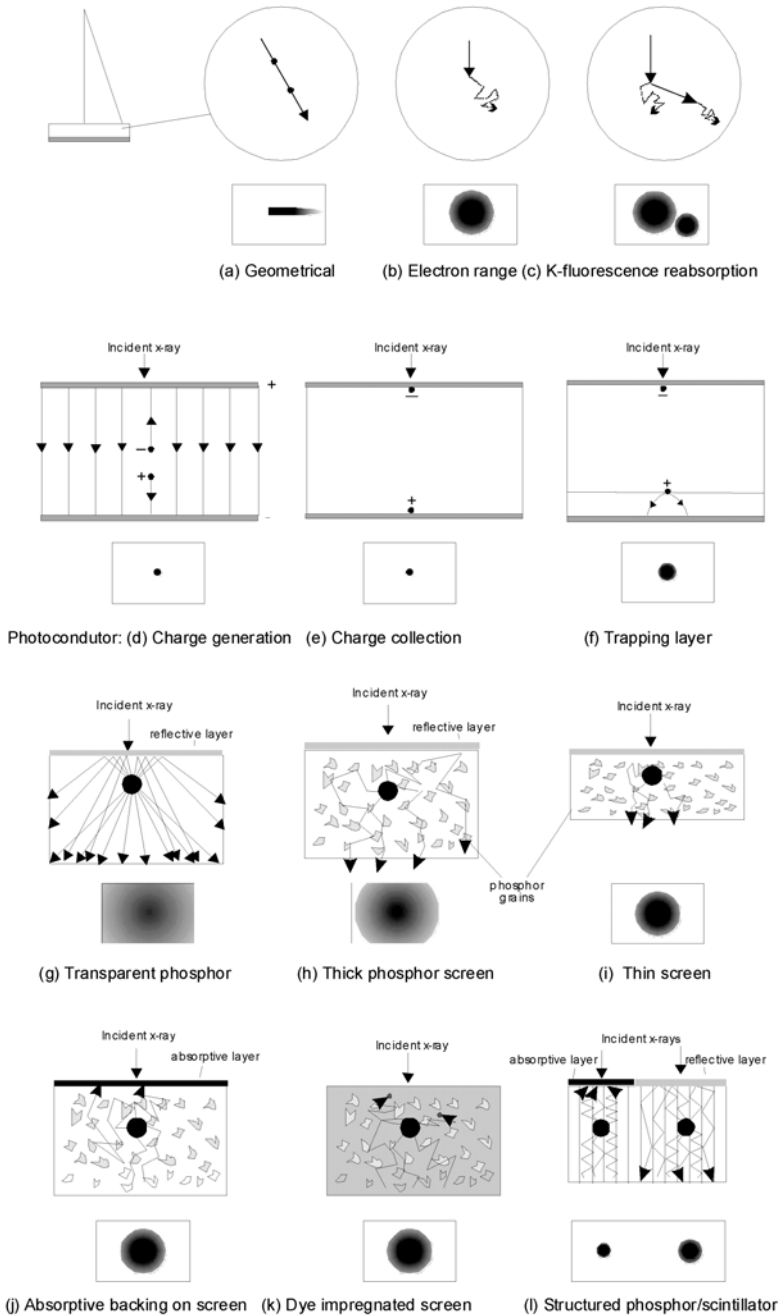 (a) Geometrical
(b) Electron range (c) K-fluorescence reabsorption
Incident x-ray
Incident x-ray
Incident x-ray
+
−
−
+
−
+
−
+
Photocondutor: (d) Charge generation
(e) Charge collection
(f) Trapping layer
Incident x-ray
reflective layer
Incident x-ray
reflective layer
Incident x-ray
phosphor
grains
(g) Transparent phosphor
(h) Thick phosphor screen
(i) Thin screen
Incident x-ray
absorptive layer
Incident x-ray
Incident x-rays
absorptive layer
reflective layer
(j) Absorptive backing on screen
(k) Dye impregnated screen
(l) Structured phosphor/scintillator